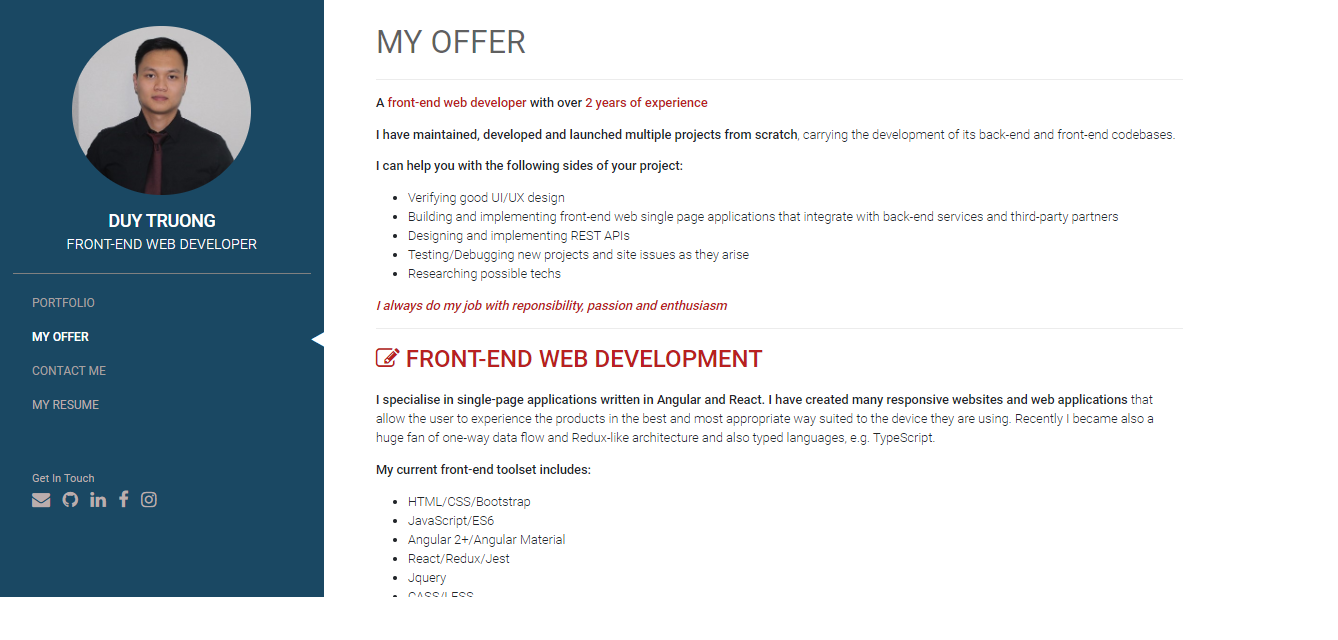 DUY TRUONG
FRONT-END WEB DEVELOPER
PORTFOLIO
MY OFFER
CONTACT ME
MY RESUME
Get In Touch
MY OFFER
A front-end web developer with over 2 years of experience
I have maintained, developed and launched multiple projects from scratch, carrying the development of its back-end and front-end codebases.
I can help you with the following sides of your project:
Verifying good UI/UX design
Building and implementing front-end web single page applications that integrate with back-end services and third-party partners
Designing and implementing REST APIs
Testing/Debugging new projects and site issues as they arise
Researching possible techs
I always do my job with reponsibility, passion and enthusiasm
FRONT-END WEB DEVELOPMENT
I specialise in single-page applications written in Angular and React. I have created many responsive websites and web applications that
allow the user to experience the products in the best and most appropriate way suited to the device they are using. Recently I became also a
huge fan of one-way data flow and Redux-like architecture and also typed languages, e.g. TypeScript.
My current front-end toolset includes:
HTML/CSS/Bootstrap
JavaScript/ES6
Angular 2+/Angular Material
React/Redux/Jest
Jquery